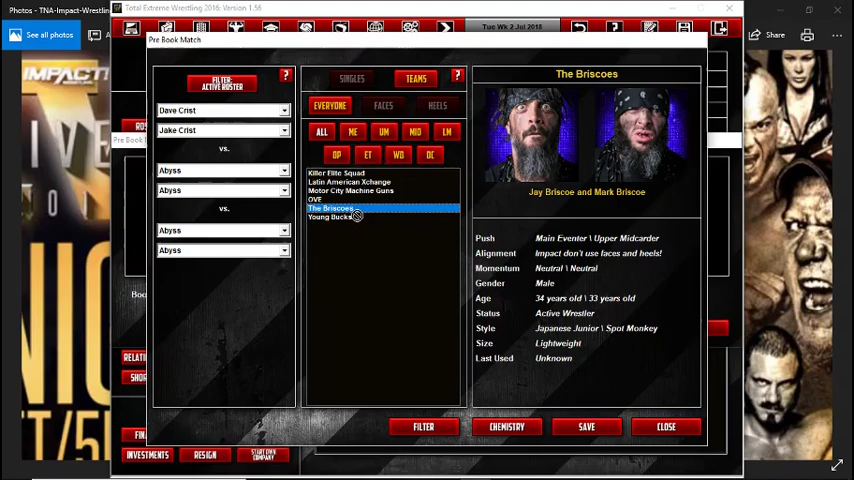 Photos - TNA-Impact-Wrestlin
Total Extreme Wrestling 2016: Version 1.56
See all photos
Tue Wk 2 Jul 2018
Share
Pre Book Match
FILTER:
ACTIVE ROSTER
?
Dave Crist
Jake Crist
vs.
Abyss
Abyss
vs.
Abyss
Abyss
SINGLES
TEAMS
?
EVERYONE
FACES
HEELS
ALL
ME
UM
MID
LM
OP
ET
WD
OC
Killer Elite Squad
Latin American Xchange
Motor City Machine Guns
OVE
The Briscoes
Young Bucks
The Briscoes
Jay Briscoe and Mark Briscoe
Push Main Eventer \ Upper Midcarder
Alignment Impact don't use faces and heels!
Momentum Neutral \ Neutral
Gender Male
Age 34 years old \ 33 years old
Status Active Wrestler
Style Japanese Junior \ Spot Monkey
Size Lightweight
Last Used Unknown
FILTER
CHEMISTRY
SAVE
CLOSE
IMPACT
INVESTMENTS
RESIGN
START OWN
COMPANY